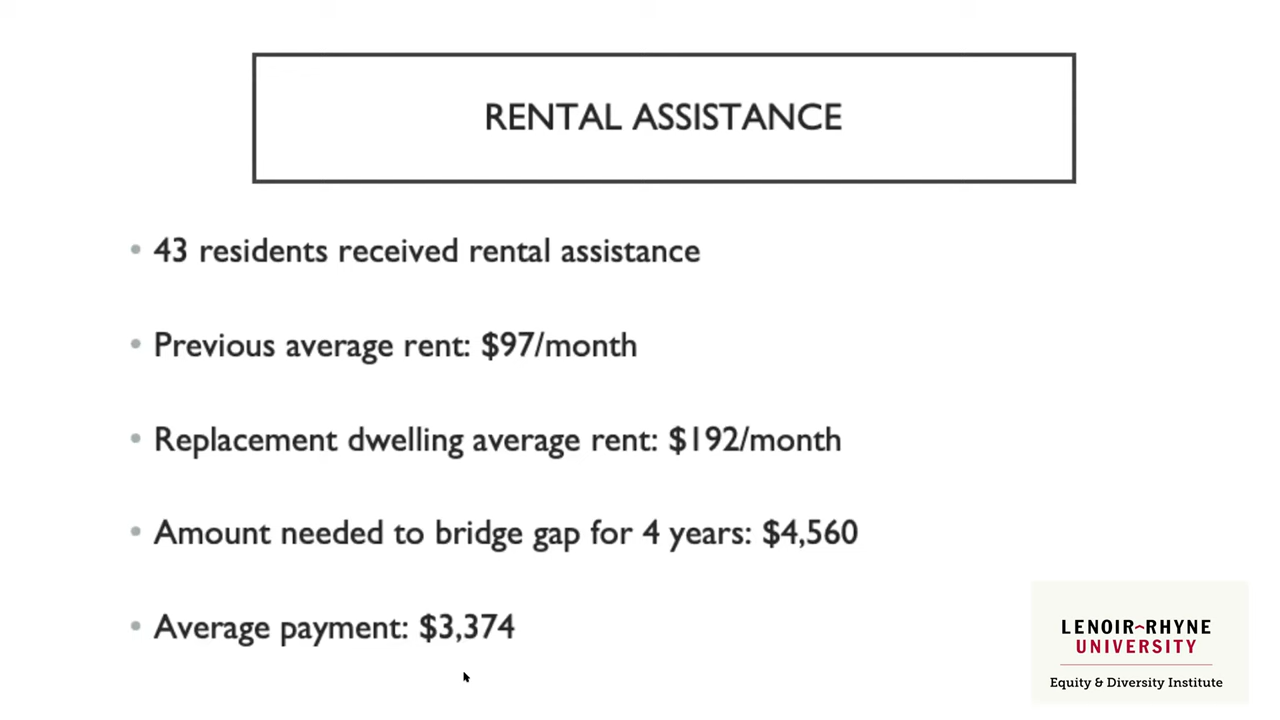 RENTAL ASSISTANCE
• 43 residents received rental assistance
• Previous average rent: $97/month
• Replacement dwelling average rent: $192/month
• Amount needed to bridge gap for 4 years: $4,560
• Average payment: $3,374
LENOIR-RHYNE
UNIVERSITY
Equity & Diversity Institute